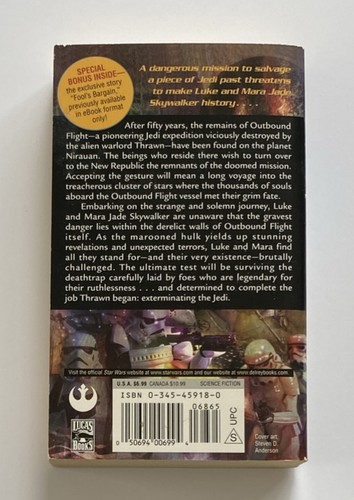 SPECIAL
BONUS INSIDE—
the exclusive story
"Fool's Bargain,"
previously available
in eBook format
only!
A dangerous mission to salvage
a piece of Jedi past threatens
to make Luke and Mara Jade
Skywalker history . . . .
After fifty years, the remains of Outbound
Flight—a pioneering Jedi expedition viciously destroyed by
the alien warlord Thrawn—have been found on the planet
Nirauan. The beings who reside there wish to turn over
to the New Republic the remnants of the doomed mission.
Accepting the gesture will mean a long voyage into the
treacherous cluster of stars where the thousands of souls
aboard the Outbound Flight vessel met their grim fate.
Embarking on the strange and solemn journey, Luke
and Mara Jade Skywalker are unaware that the gravest
danger lies within the derelict walls of Outbound Flight
itself. As the marooned hulk yields up stunning
revelations and unexpected terrors, Luke and Mara find
all they stand for—and their very existence—brutally
challenged. The ultimate test will be surviving the
deathtrap carefully laid by foes who are legendary for
their ruthlessness . . . and determined to complete the
job Thrawn began: exterminating the Jedi.
Visit the official Star Wars website at www.starwars.com and www.delreybooks.com
U.S.A. $6.99 CANADA $10.99 SCIENCE FICTION
ISBN 0-345-45918-0
06865
0 50694 00699 4
S
UPC
LUCAS
BOOKS
Cover art:
Steven D.
Anderson